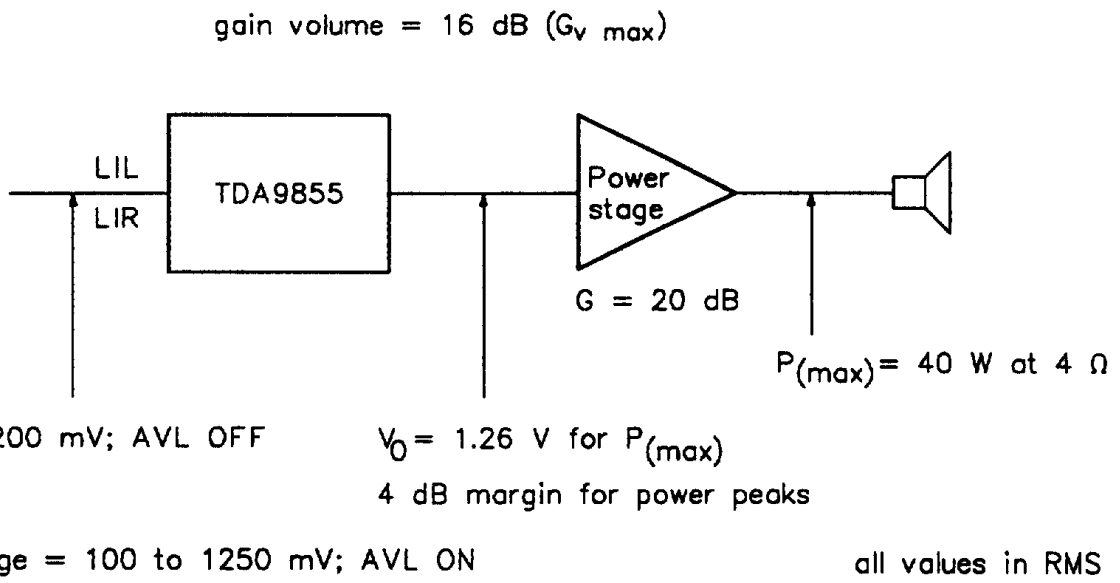 gain volume = 16 dB (Gv max)
LIL
LIR
TDA9855
Power
stage
G = 20 dB
P(max) = 40 W at 4 Ω
200 mV; AVL OFF
VO = 1.26 V for P(max)
4 dB margin for power peaks
ge = 100 to 1250 mV; AVL ON
all values in RMS